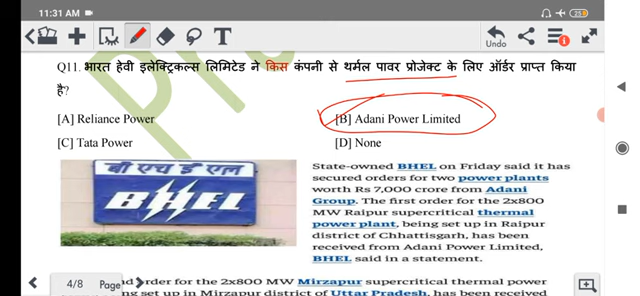 11:31 AM
25
Undo
Q11. भारत हेवी इलेक्ट्रिकल्स लिमिटेड ने किस कंपनी से थर्मल पावर प्रोजेक्ट के लिए ऑर्डर प्राप्त किया
है?
[A] Reliance Power
[B] Adani Power Limited
[C] Tata Power
[D] None
बी एच ई एल
BHEL
State-owned BHEL on Friday said it has
secured orders for two power plants
worth Rs 7,000 crore from Adani
Group. The first order for the 2x800
MW Raipur supercritical thermal
power plant, being set up in Raipur
district of Chhattisgarh, has been
received from Adani Power Limited,
BHEL said in a statement.
4/8 Page
rder for the 2x800 MW Mirzapur supercritical thermal power
ng set up in Mirzapur district of Uttar Pradesh, has been received